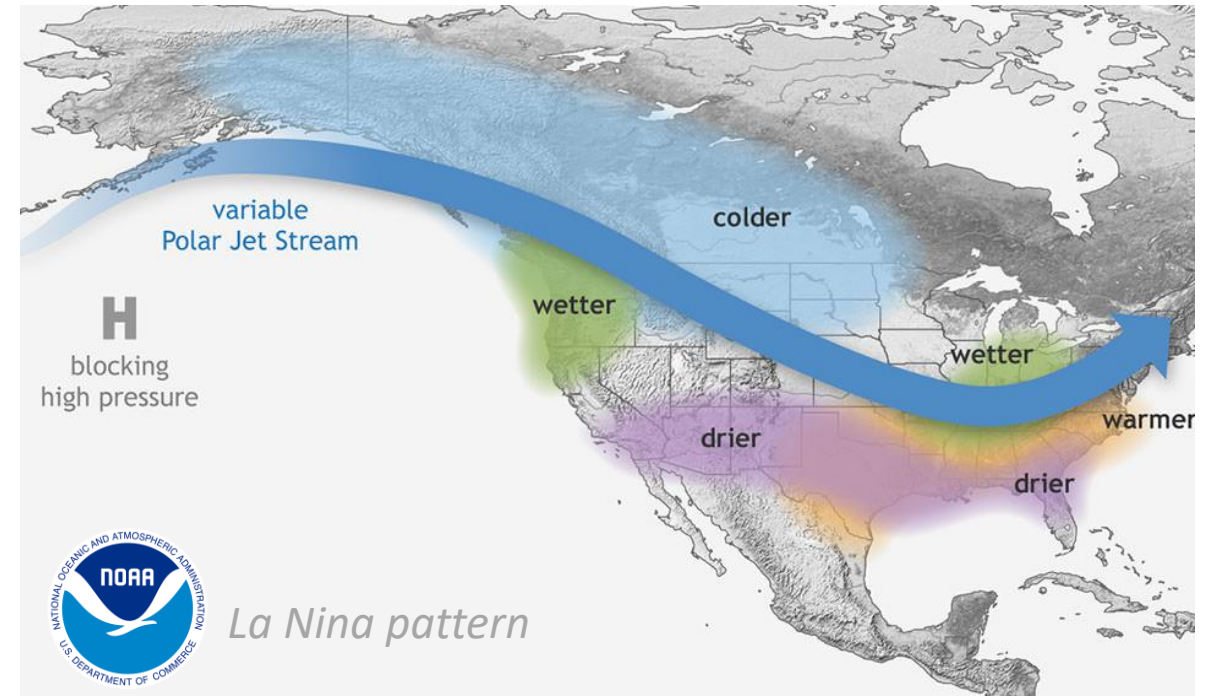 variable
Polar Jet Stream
colder
H
blocking
high pressure
wetter
wetter
warmer
drier
drier
NATIONAL OCEANIC AND ATMOSPHERIC ADMINISTRATION
NOAA
U.S. DEPARTMENT OF COMMERCE
La Nina pattern